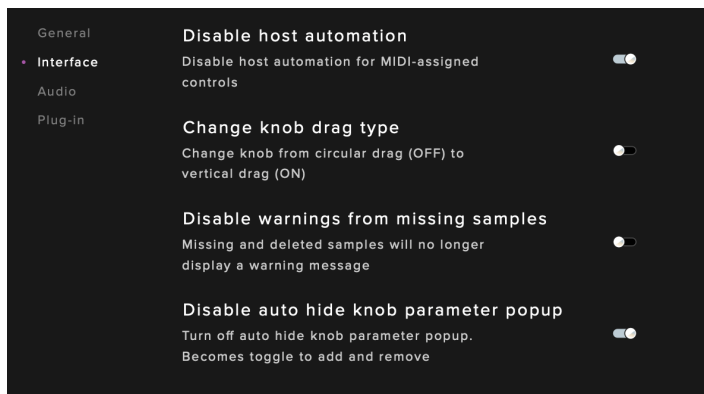 General
Interface
Audio
Plug-in
Disable host automation
Disable host automation for MIDI-assigned
controls
Change knob drag type
Change knob from circular drag (OFF) to
vertical drag (ON)
Disable warnings from missing samples
Missing and deleted samples will no longer
display a warning message
Disable auto hide knob parameter popup
Turn off auto hide knob parameter popup.
Becomes toggle to add and remove